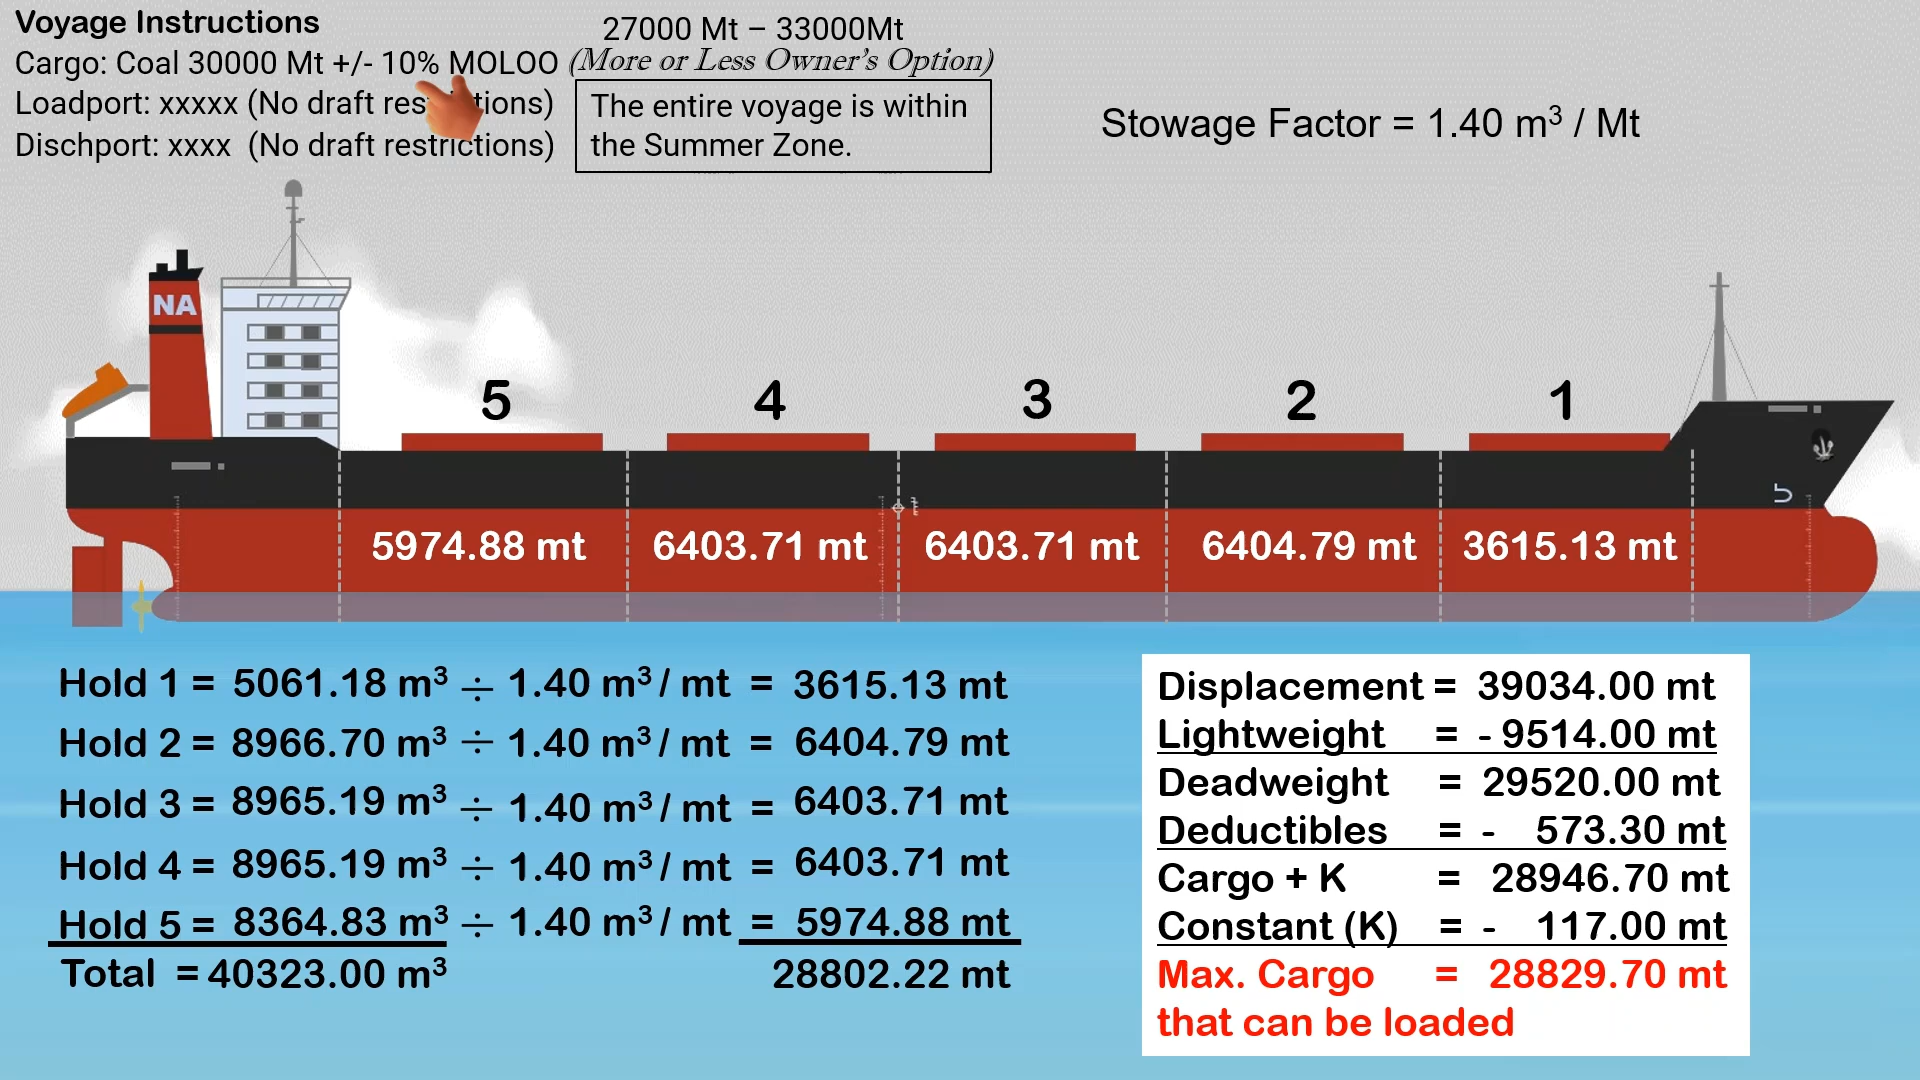 Voyage Instructions
27000 Mt – 33000Mt
Cargo: Coal 30000 Mt +/- 10% MOLOO (More or Less Owner's Option)
Loadport: xxxxx (No draft restrictions)
Dischport: xxxx (No draft restrictions)
The entire voyage is within
the Summer Zone.
Stowage Factor = 1.40 m³ / Mt
NA
5 4 3 2 1
5974.88 mt 6403.71 mt 6403.71 mt 6404.79 mt 3615.13 mt
Hold 1 = 5061.18 m³ ÷ 1.40 m³ / mt = 3615.13 mt
Hold 2 = 8966.70 m³ ÷ 1.40 m³ / mt = 6404.79 mt
Hold 3 = 8965.19 m³ ÷ 1.40 m³ / mt = 6403.71 mt
Hold 4 = 8965.19 m³ ÷ 1.40 m³ / mt = 6403.71 mt
Hold 5 = 8364.83 m³ ÷ 1.40 m³ / mt = 5974.88 mt
Total = 40323.00 m³ 28802.22 mt
Displacement = 39034.00 mt
Lightweight = - 9514.00 mt
Deadweight = 29520.00 mt
Deductibles = - 573.30 mt
Cargo + K = 28946.70 mt
Constant (K) = - 117.00 mt
Max. Cargo = 28829.70 mt
that can be loaded